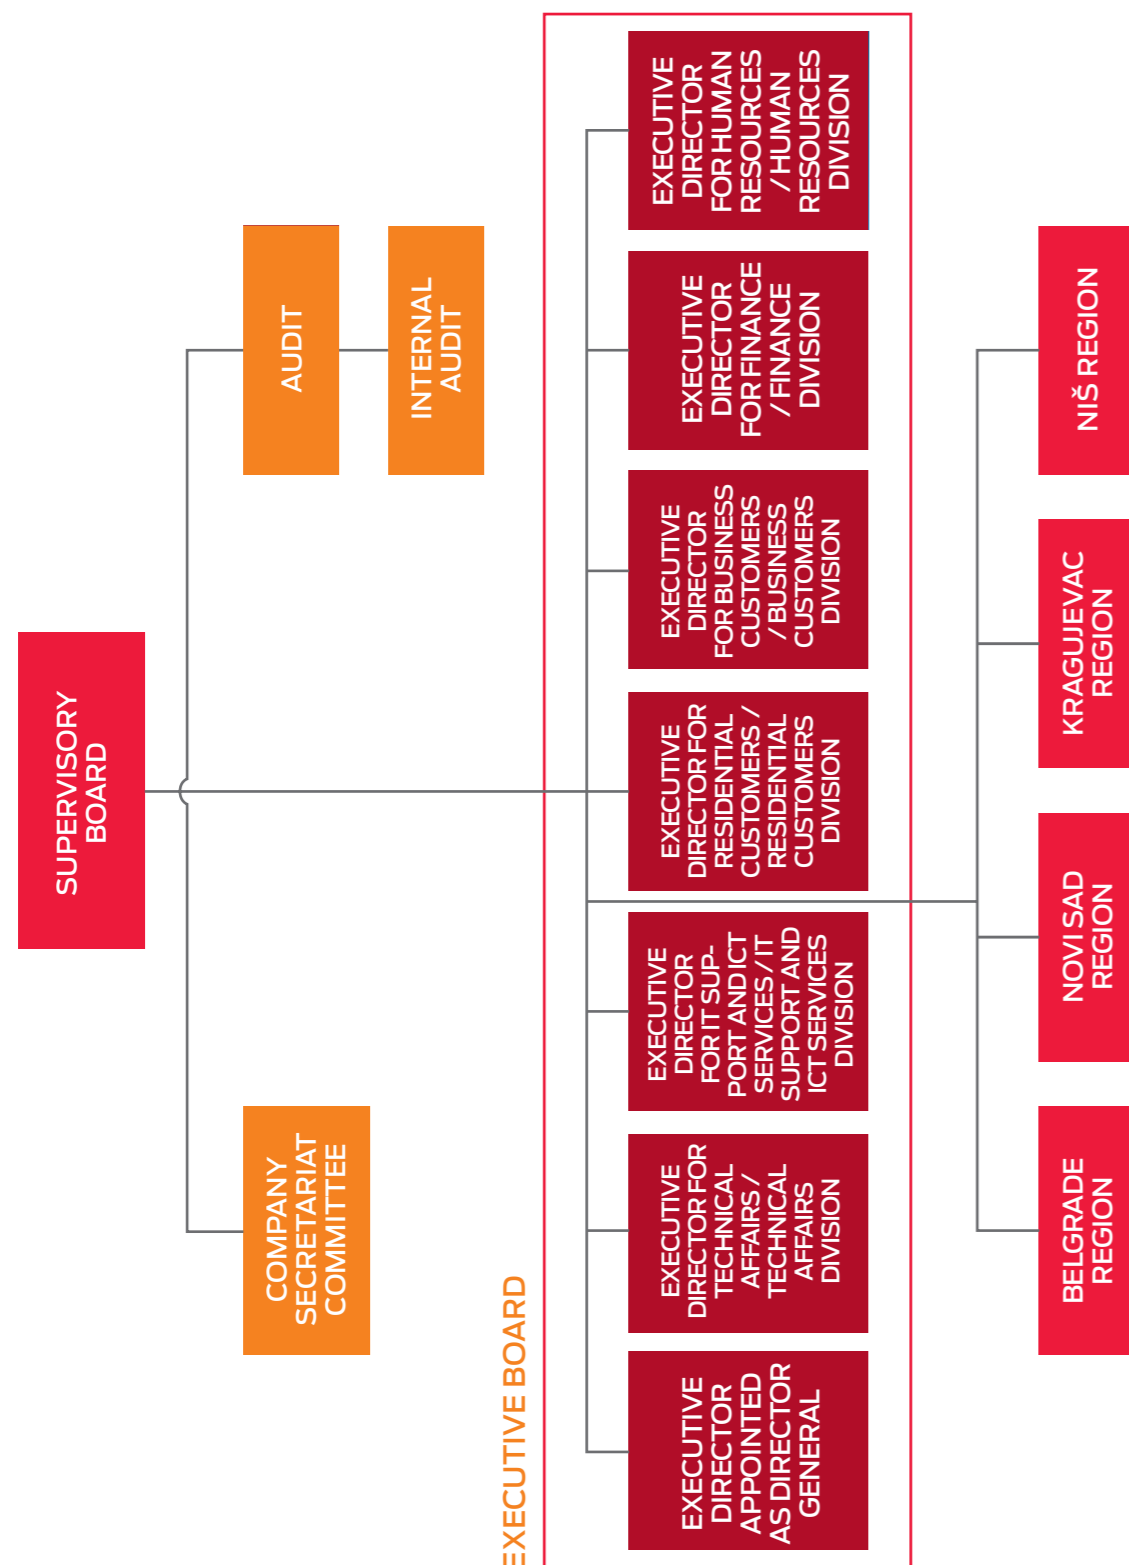 SUPERVISORY
BOARD
COMPANY
SECRETARIAT
COMMITTEE
AUDIT
INTERNAL
AUDIT
EXECUTIVE BOARD
EXECUTIVE
DIRECTOR
APPOINTED
AS DIRECTOR
GENERAL
EXECUTIVE
DIRECTOR FOR
TECHNICAL
AFFAIRS /
TECHNICAL
AFFAIRS
DIVISION
EXECUTIVE
DIRECTOR
FOR IT SUP-
PORT AND ICT
SERVICES / IT
SUPPORT AND
ICT SERVICES
DIVISION
EXECUTIVE
DIRECTOR FOR
RESIDENTIAL
CUSTOMERS /
RESIDENTIAL
CUSTOMERS
DIVISION
EXECUTIVE
DIRECTOR
FOR BUSINESS
CUSTOMERS
/ BUSINESS
CUSTOMERS
DIVISION
EXECUTIVE
DIRECTOR
FOR FINANCE
/ FINANCE
DIVISION
EXECUTIVE
DIRECTOR
FOR HUMAN
RESOURCES
/ HUMAN
RESOURCES
DIVISION
BELGRADE
REGION
NOVI SAD
REGION
KRAGUJEVAC
REGION
NIŠ REGION